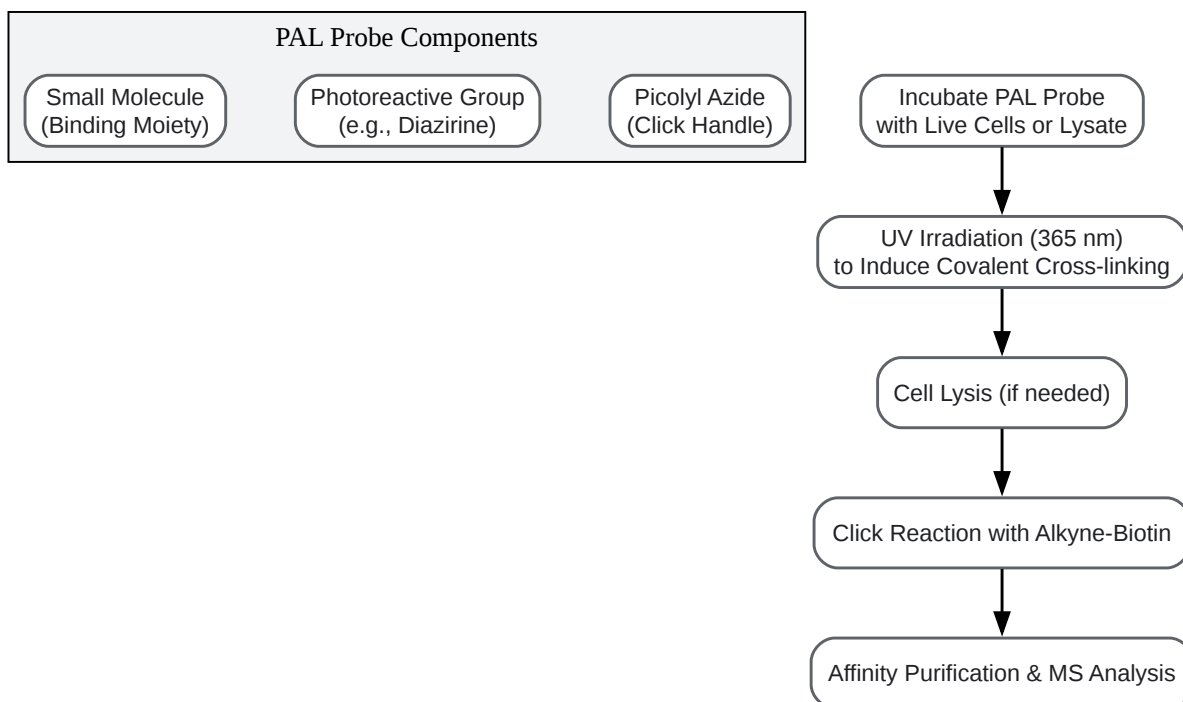 PAL Probe Components
Small Molecule
(Binding Moiety)
Photoreactive Group
(e.g., Diazirine)
Picolyl Azide
(Click Handle)
Incubate PAL Probe
with Live Cells or Lysate
UV Irradiation (365 nm)
to Induce Covalent Cross-linking
Cell Lysis (if needed)
Click Reaction with Alkyne-Biotin
Affinity Purification & MS Analysis